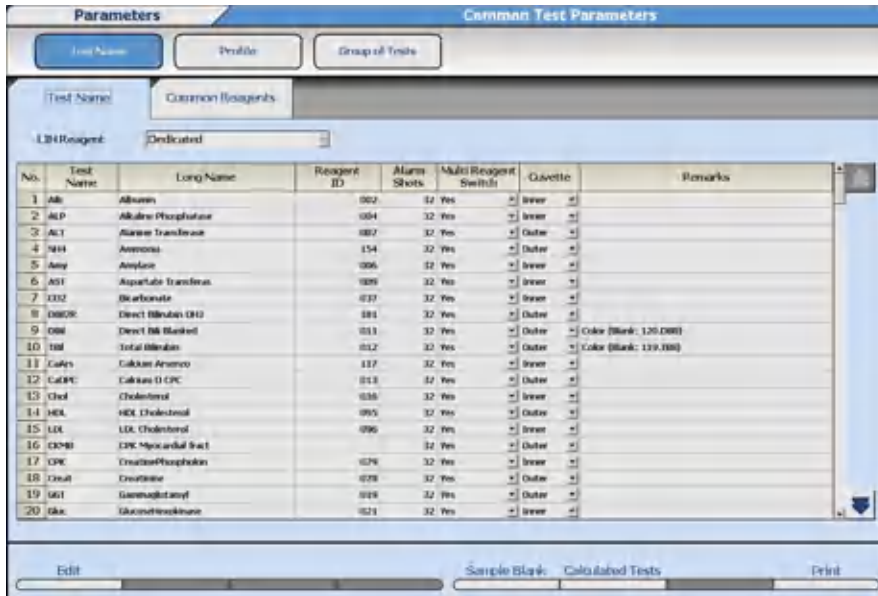 Parameters Common Test Parameters
Test Name Profile Group of Tests
Test Name Common Reagents
LIH Reagent Dedicated
No. Test Name Long Name Reagent ID Alarm Shots Multi Reagent Switch Cuvette Remarks
1 Alb Albumin 002 32 Yes Inner
2 ALP Alkaline Phosphatase 004 32 Yes Inner
3 ALT Alanine Transferase 007 32 Yes Outer
4 NH4 Ammonia 154 32 Yes Outer
5 Amy Amylase 006 32 Yes Inner
6 AST Aspartate Transferas 009 32 Yes Inner
7 CO2 Bicarbonate 037 32 Yes Inner
8 Direct Bilirubin 181 32 Yes Outer
9 DBil Direct Bili Blanked 011 32 Yes Outer Color (Blank: 120.DBB)
10 TBil Total Bilirubin 012 32 Yes Outer Color (Blank: 119.TBB)
11 CaArs Calcium Arsenzo 117 32 Yes Inner
12 CaOPC Calcium O CPC 013 32 Yes Outer
13 Chol Cholesterol 016 32 Yes Inner
14 HDL HDL Cholesterol 095 32 Yes Outer
15 LDL LDL Cholesterol 096 32 Yes Inner
16 CKMB CPK Myocardial fract 32 Yes Outer
17 CPK CreatinePhosphokin 079 32 Yes Inner
18 Creat Creatinine 078 32 Yes Outer
19 GGT Gammaglutamyl 019 32 Yes Outer
20 Gluc GlucoseHexokinase 021 32 Yes Inner
Edit Sample Blank Calculated Tests Print